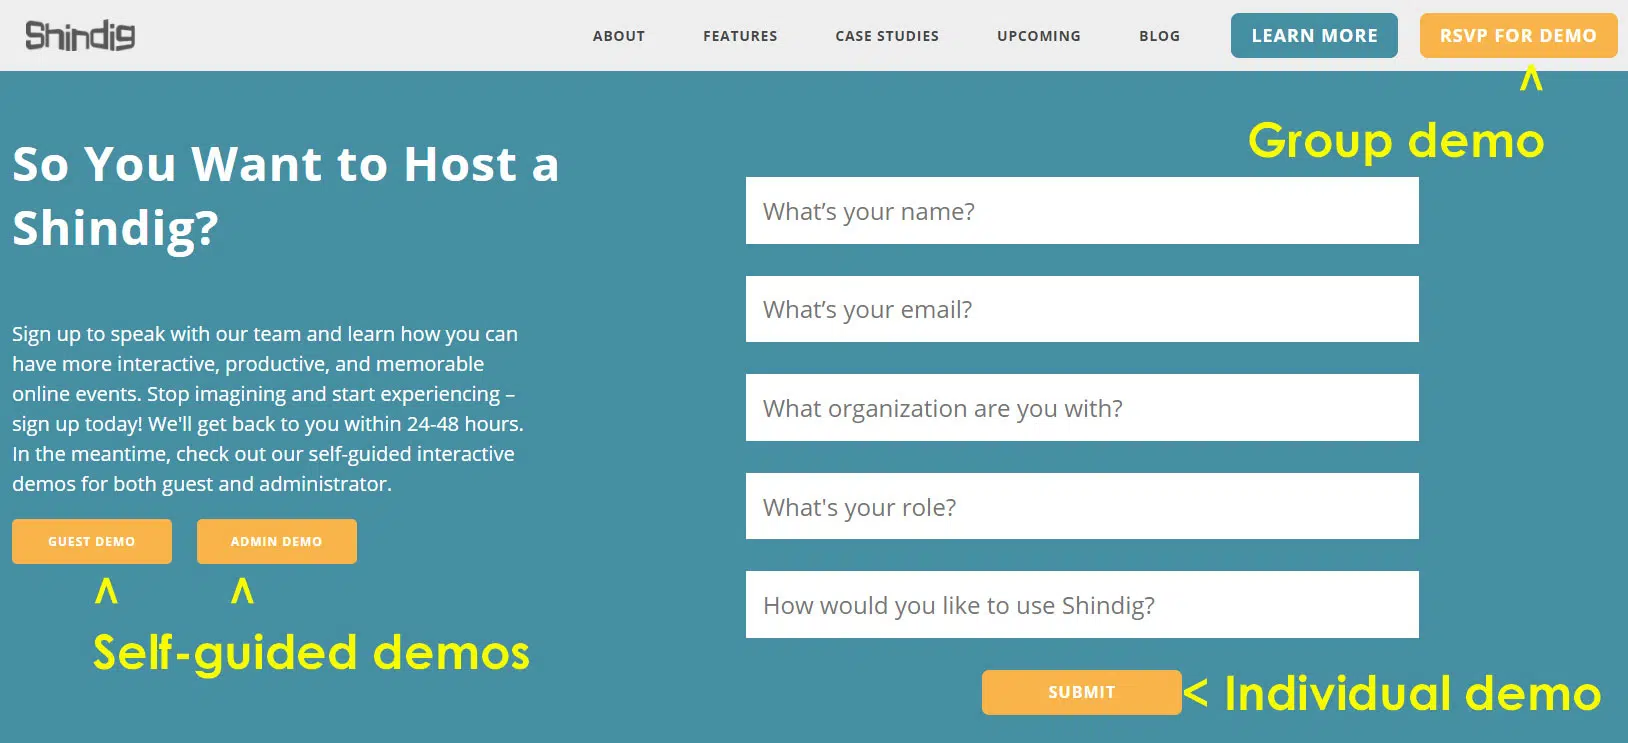 Shindig
ABOUT FEATURES CASE STUDIES UPCOMING BLOG LEARN MORE RSVP FOR DEMO
^
Group demo
So You Want to Host a
Shindig?
Sign up to speak with our team and learn how you can
have more interactive, productive, and memorable
online events. Stop imagining and start experiencing –
sign up today! We'll get back to you within 24-48 hours.
In the meantime, check out our self-guided interactive
demos for both guest and administrator.
GUEST DEMO ADMIN DEMO
^ ^
Self-guided demos
What’s your name?
What’s your email?
What organization are you with?
What's your role?
How would you like to use Shindig?
SUBMIT < Individual demo